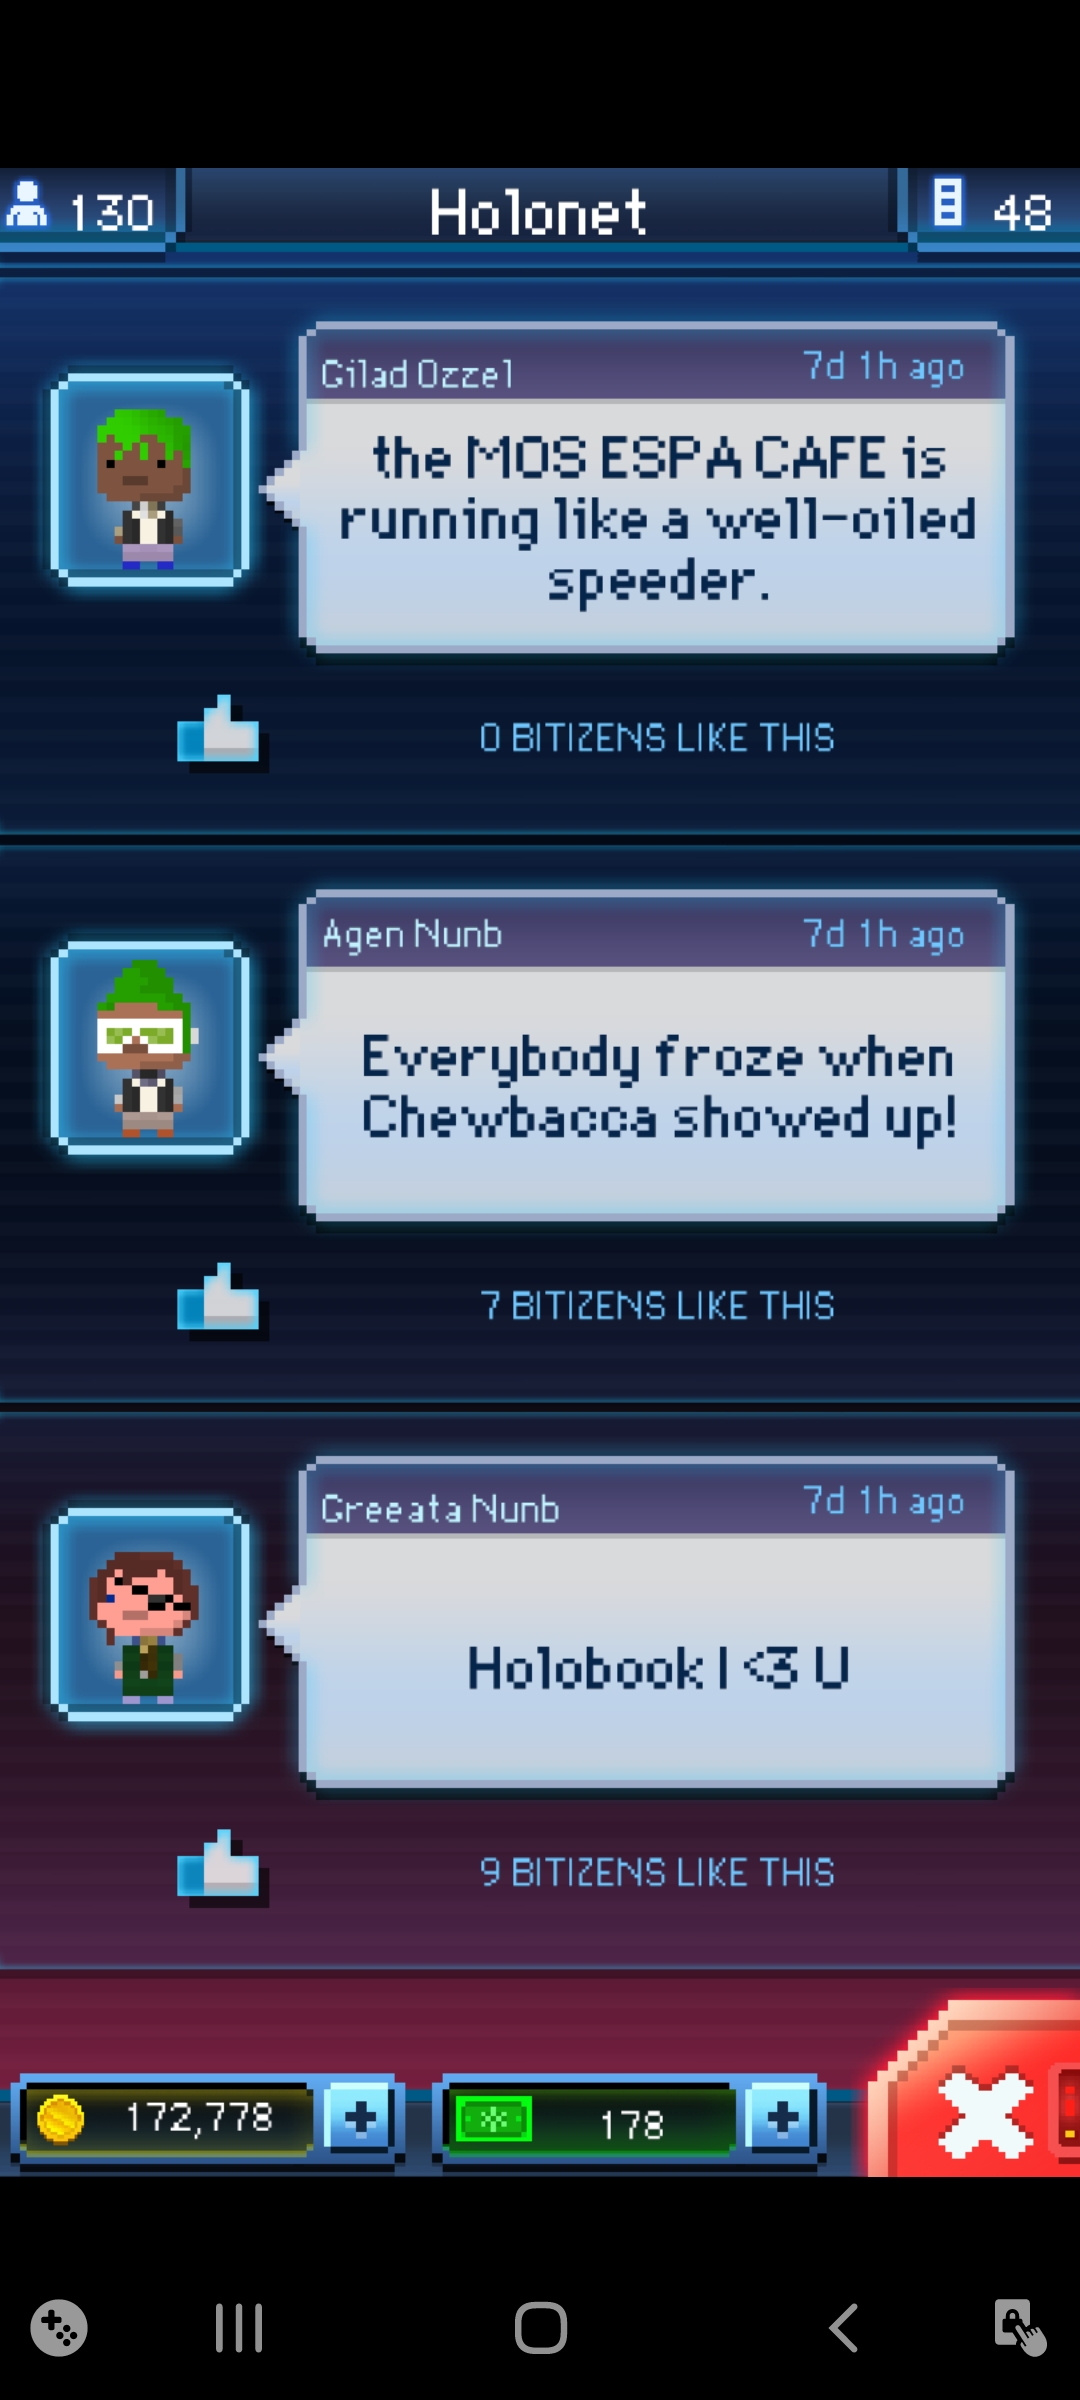 130 Holonet 48
Gilad Ozzel 7d 1h ago
the MOS ESPA CAFE is
running like a well-oiled
speeder.
0 BITIZENS LIKE THIS
Agen Nunb 7d 1h ago
Everybody froze when
Chewbacca showed up!
7 BITIZENS LIKE THIS
Greeata Nunb 7d 1h ago
Holobook I <3 U
9 BITIZENS LIKE THIS
172,778 178